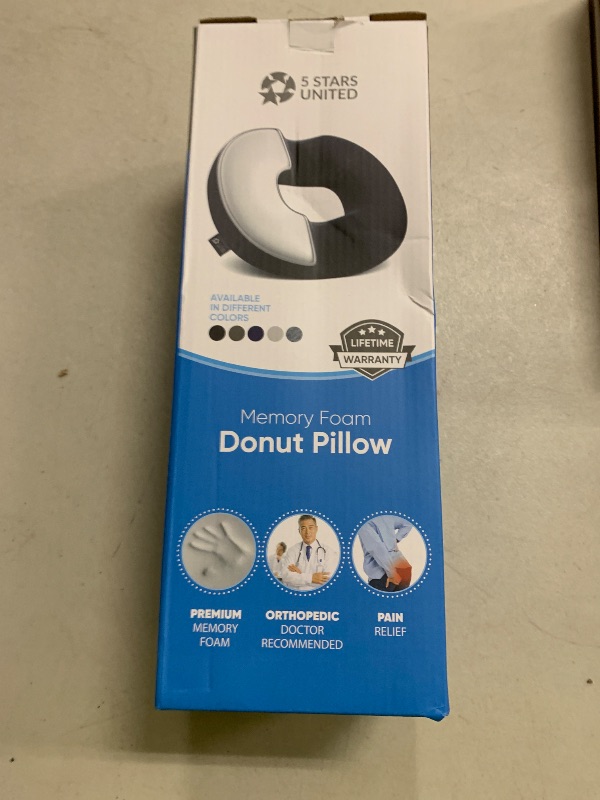 5 STARS
UNITED
AVAILABLE
IN DIFFERENT
COLORS
LIFETIME
WARRANTY
Memory Foam
Donut Pillow
PREMIUM
MEMORY
FOAM
ORTHOPEDIC
DOCTOR
RECOMMENDED
PAIN
RELIEF